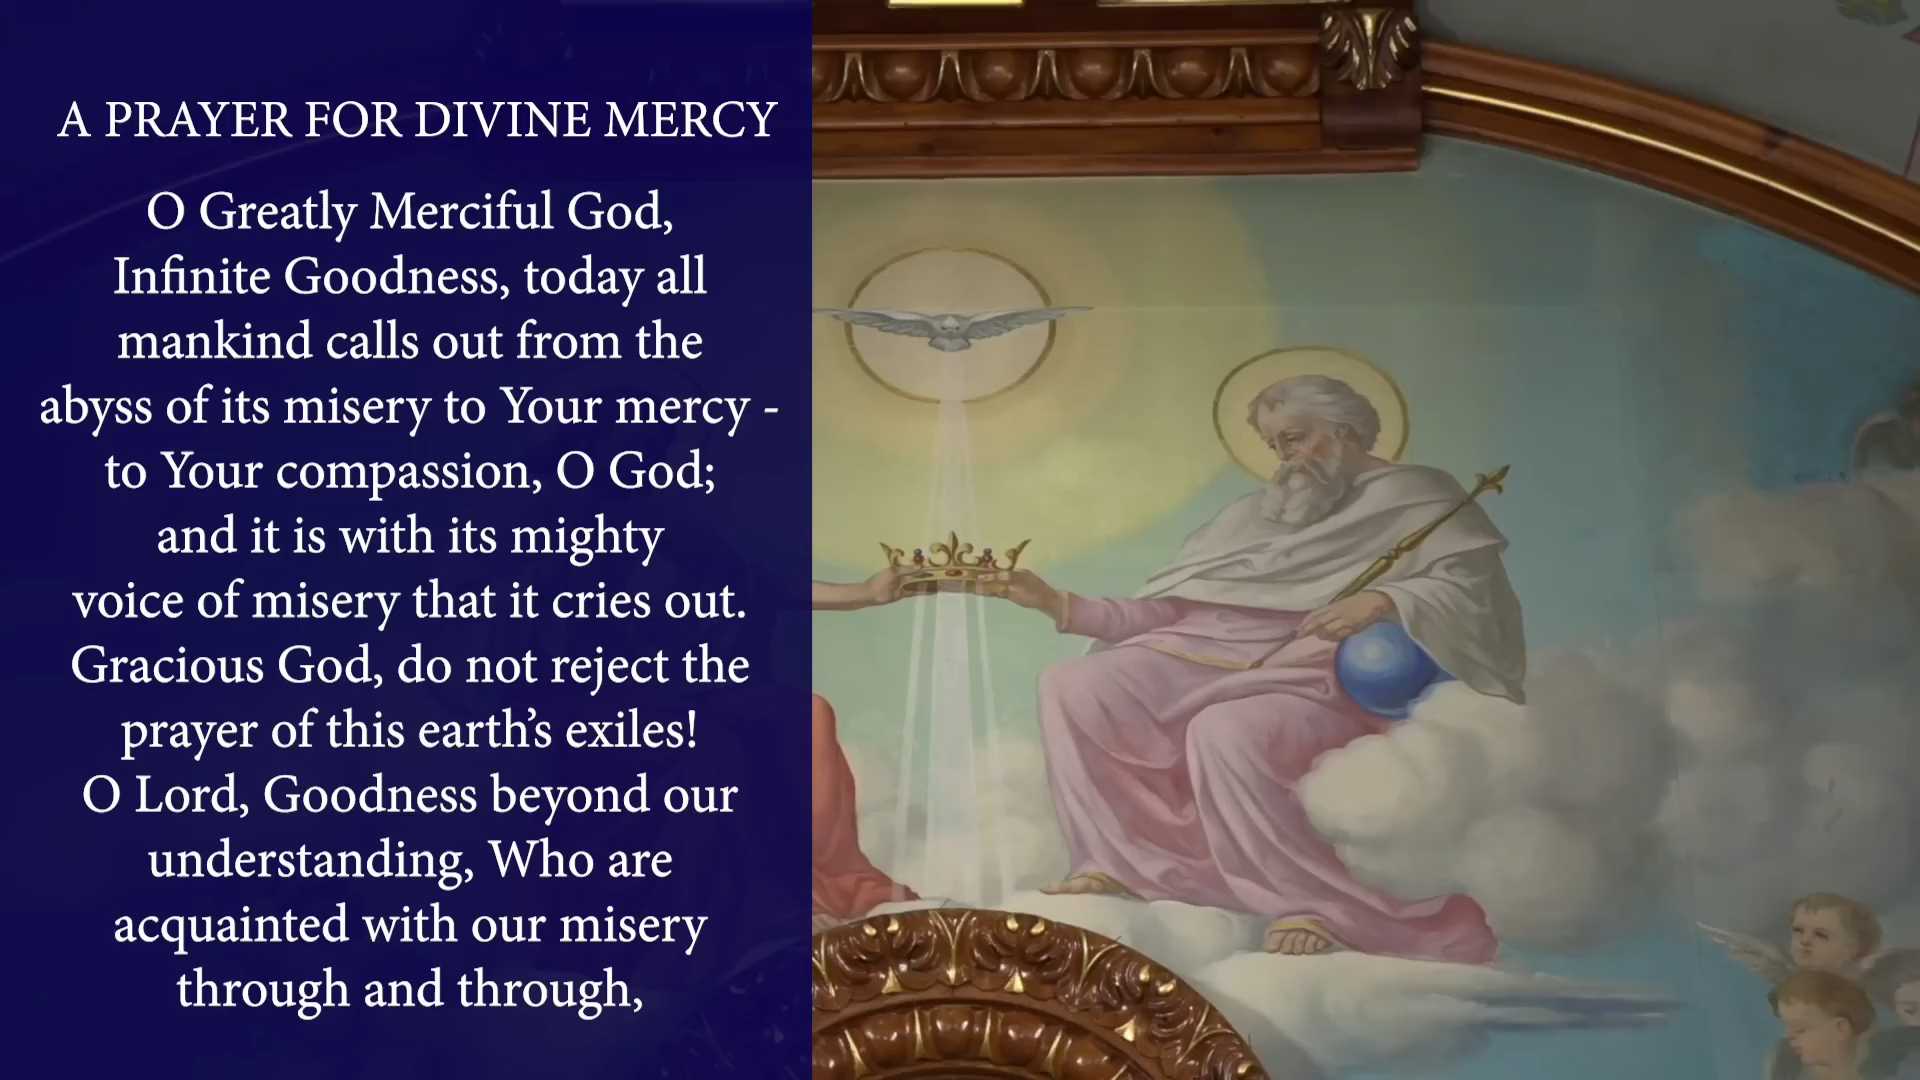 A PRAYER FOR DIVINE MERCY
O Greatly Merciful God,
Infinite Goodness, today all
mankind calls out from the
abyss of its misery to Your mercy -
to Your compassion, O God;
and it is with its mighty
voice of misery that it cries out.
Gracious God, do not reject the
prayer of this earth’s exiles!
O Lord, Goodness beyond our
understanding, Who are
acquainted with our misery
through and through,